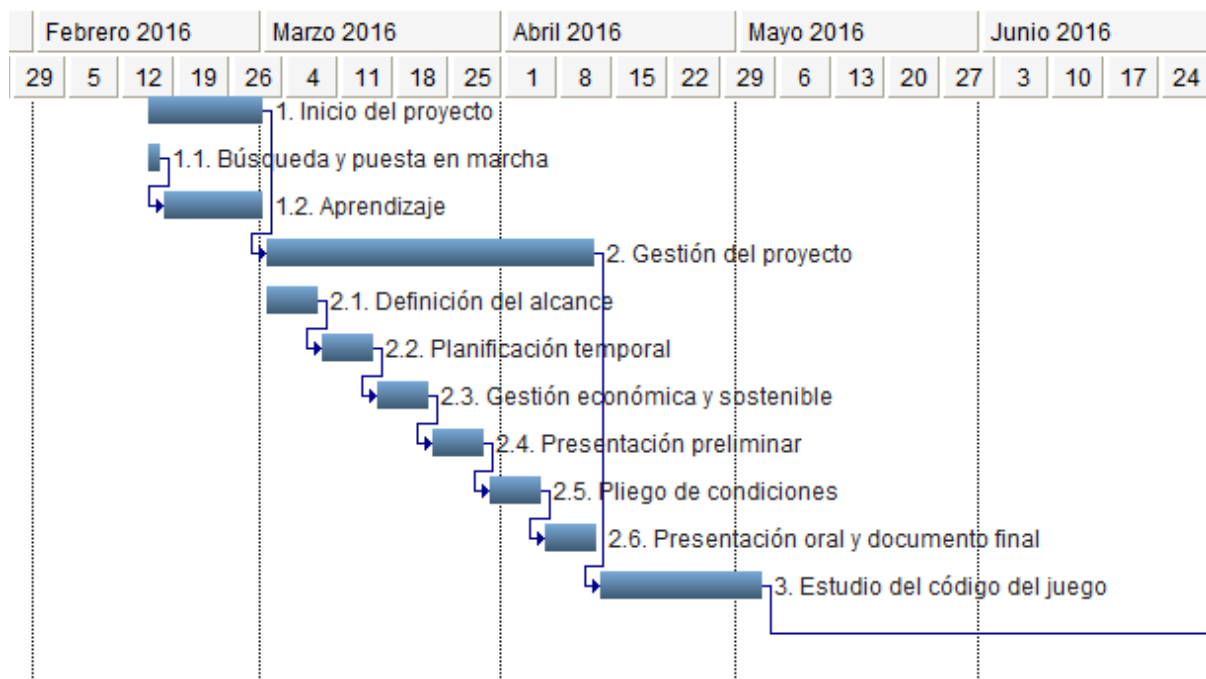 Febrero 2016 Marzo 2016 Abril 2016 Mayo 2016 Junio 2016
29 5 12 19 26 4 11 18 25 1 8 15 22 29 6 13 20 27 3 10 17 24
1. Inicio del proyecto
1.1. Búsqueda y puesta en marcha
1.2. Aprendizaje
2. Gestión del proyecto
2.1. Definición del alcance
2.2. Planificación temporal
2.3. Gestión económica y sostenible
2.4. Presentación preliminar
2.5. Pliego de condiciones
2.6. Presentación oral y documento final
3. Estudio del código del juego